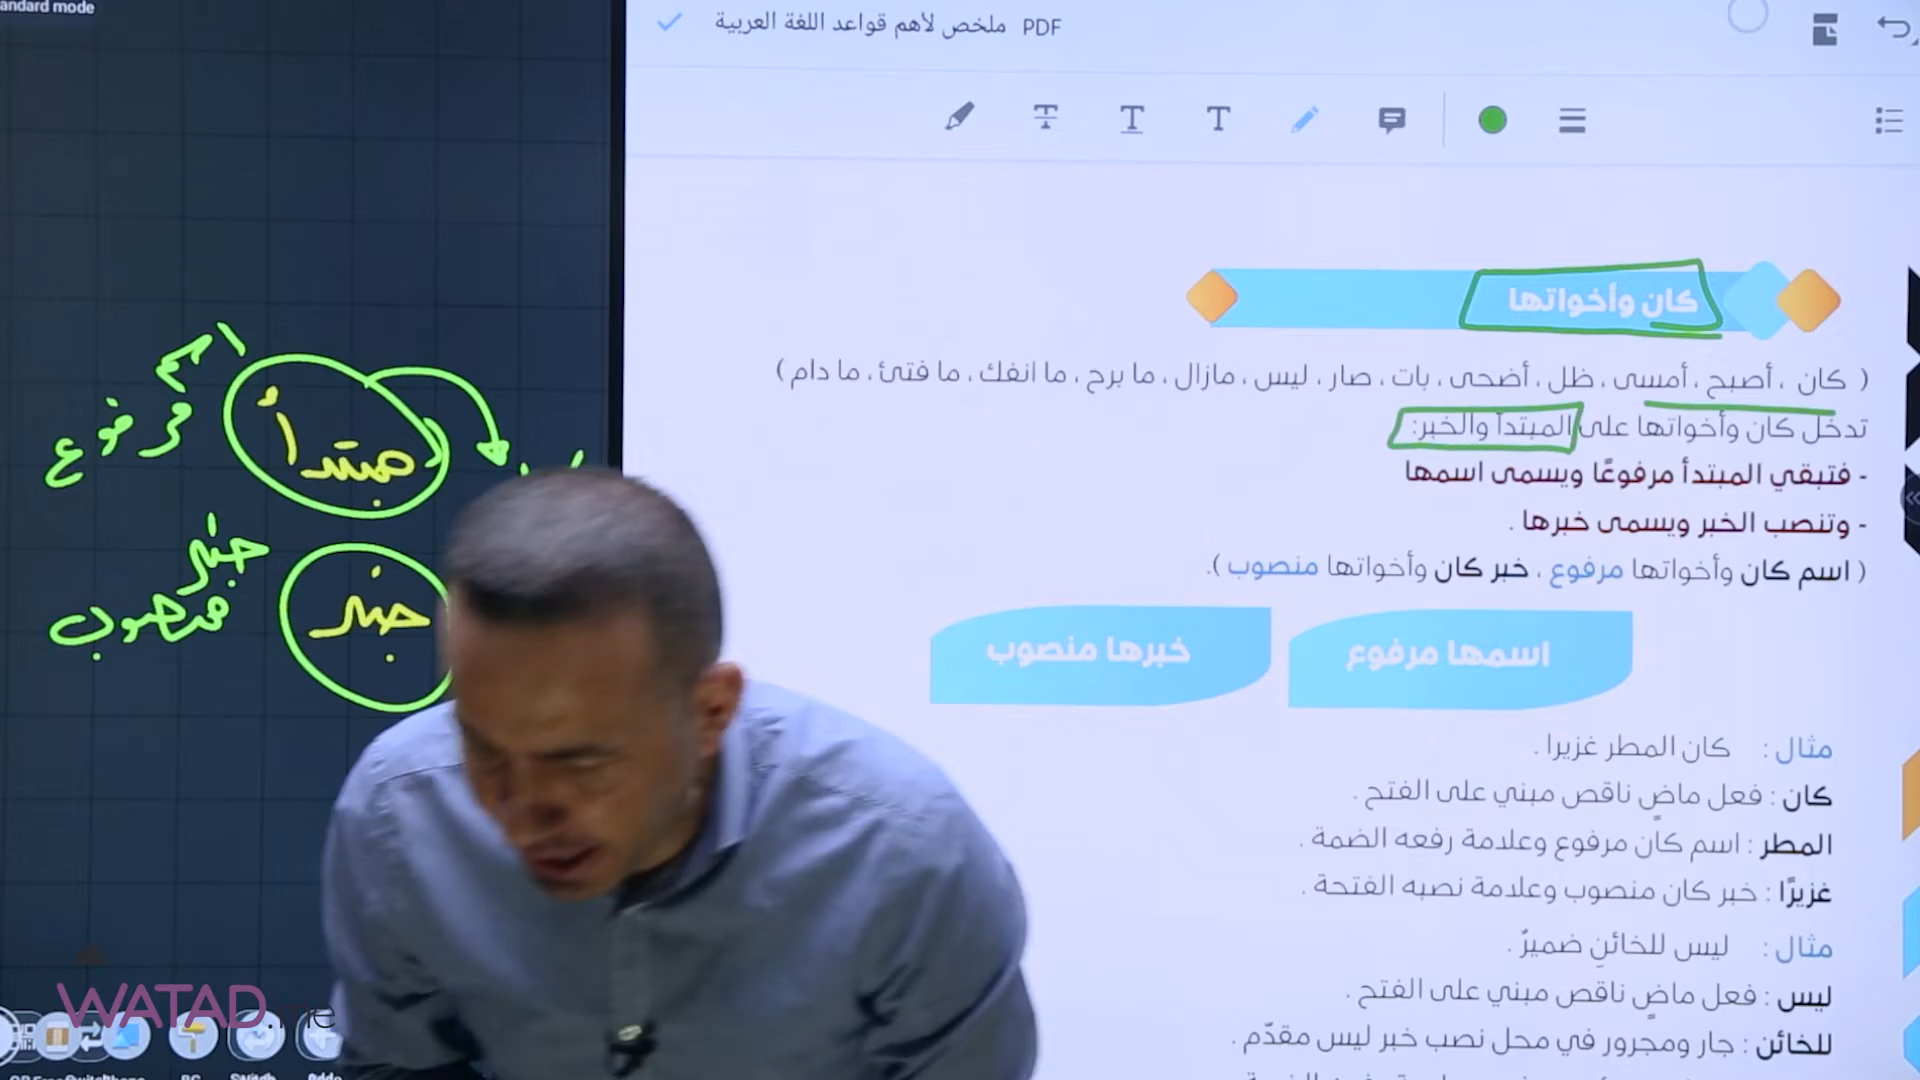 standard mode
ملخص لأهم قواعد اللغة العربية PDF
كان وأخواتها
( كان ، أصبح ، أمسى ، ظل ، أضحى ، بات ، صار ، ليس ، مازال ، ما برح ، ما انفك ، ما فتئ ، ما دام )
تدخل كان وأخواتها على المبتدأ والخبر:
- فتبقي المبتدأ مرفوعًا ويسمى اسمها
- وتنصب الخبر ويسمى خبرها .
( اسم كان وأخواتها مرفوع ، خبر كان وأخواتها منصوب ).
اسمها مرفوع
خبرها منصوب
مثال : كان المطر غزيرا .
كان : فعل ماضٍ ناقص مبني على الفتح .
المطر : اسم كان مرفوع وعلامة رفعه الضمة .
غزيرًا : خبر كان منصوب وعلامة نصبه الفتحة .
مثال : ليس للخائنِ ضميرٌ .
ليس : فعل ماضٍ ناقص مبني على الفتح .
للخائن : جار ومجرور في محل نصب خبر ليس مقدّم .
مبتدأ
اسم
مرفوع
خبر
خبر
منصوب
WATAD.me